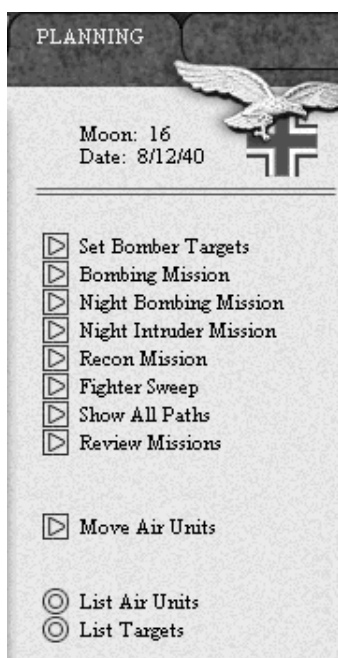 PLANNING
Moon: 16
Date: 8/12/40
Set Bomber Targets
Bombing Mission
Night Bombing Mission
Night Intruder Mission
Recon Mission
Fighter Sweep
Show All Paths
Review Missions
Move Air Units
List Air Units
List Targets